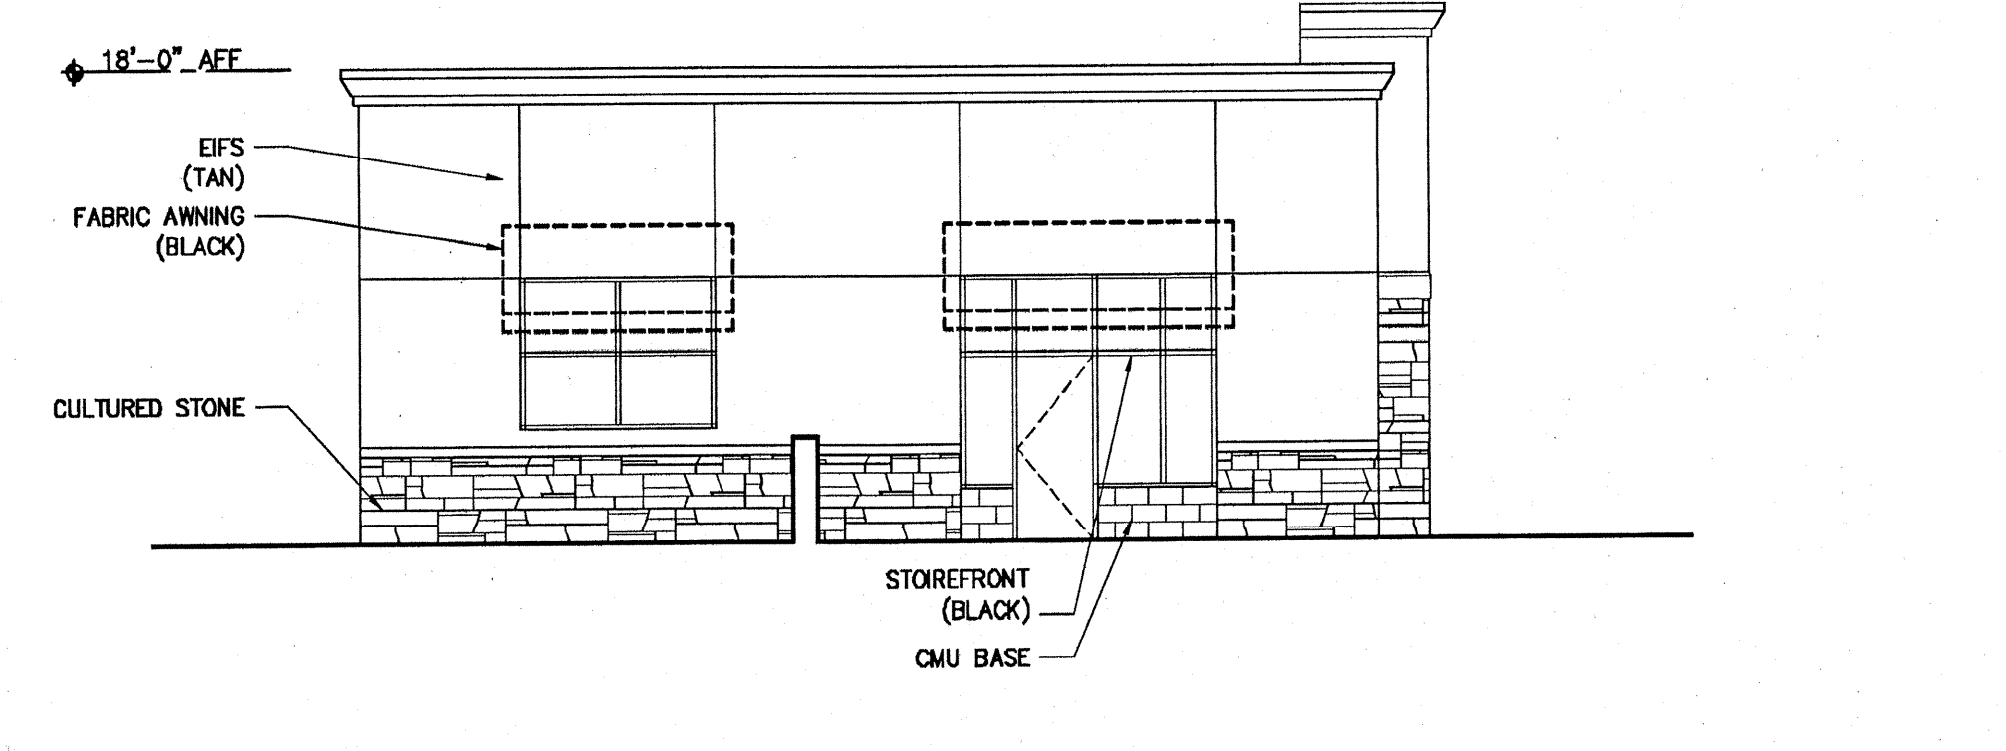 18'-0" AFF
EIFS
(TAN)
FABRIC AWNING
(BLACK)
CULTURED STONE
STOIREFRONT
(BLACK)
CMU BASE